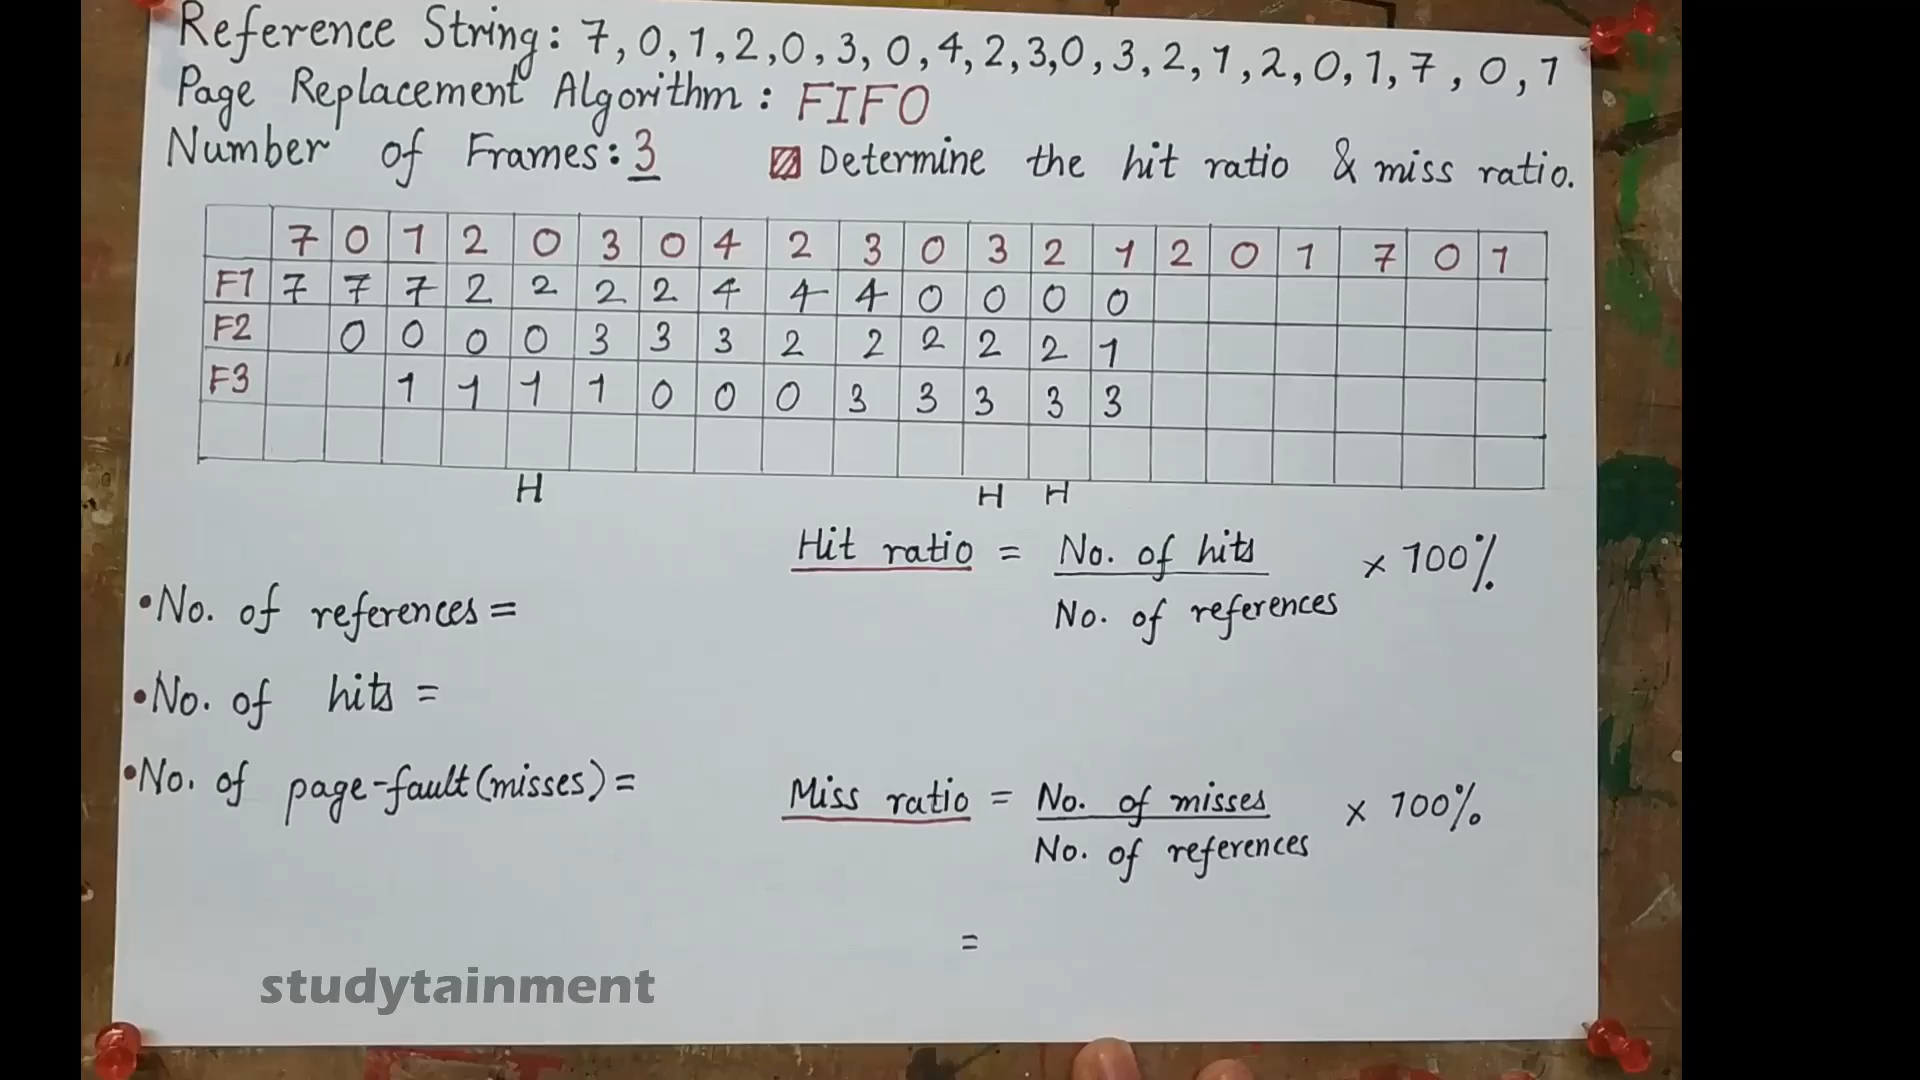 Reference String: 7, 0, 1, 2, 0, 3, 0, 4, 2, 3, 0, 3, 2, 1, 2, 0, 1, 7, 0, 1
Page Replacement Algorithm: FIFO
Number of Frames: 3 Determine the hit ratio & miss ratio.
7 0 1 2 0 3 0 4 2 3 0 3 2 1 2 0 1 7 0 1
F1 7 7 7 2 2 2 2 4 4 4 0 0 0 0
F2 0 0 0 0 3 3 3 2 2 2 2 2 1
F3 1 1 1 1 0 0 0 3 3 3 3 3
H H H
Hit ratio = No. of hits × 100%
No. of references
•No. of references =
•No. of hits =
•No. of page-fault(misses) =
Miss ratio = No. of misses × 100%
No. of references
=
studytainment